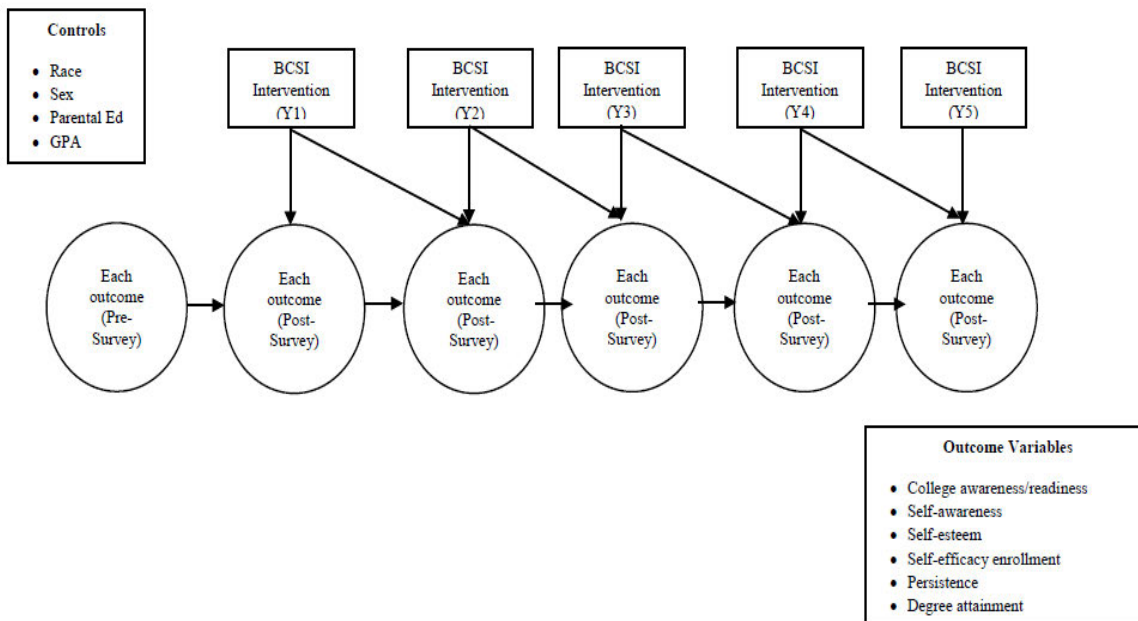 Controls
• Race
• Sex
• Parental Ed
• GPA
BCSI
Intervention
(Y1)
BCSI
Intervention
(Y2)
BCSI
Intervention
(Y3)
BCSI
Intervention
(Y4)
BCSI
Intervention
(Y5)
Each
outcome
(Pre-
Survey)
Each
outcome
(Post-
Survey)
Each
outcome
(Post-
Survey)
Each
outcome
(Post-
Survey)
Each
outcome
(Post-
Survey)
Each
outcome
(Post-
Survey)
Outcome Variables
• College awareness/readiness
• Self-awareness
• Self-esteem
• Self-efficacy enrollment
• Persistence
• Degree attainment